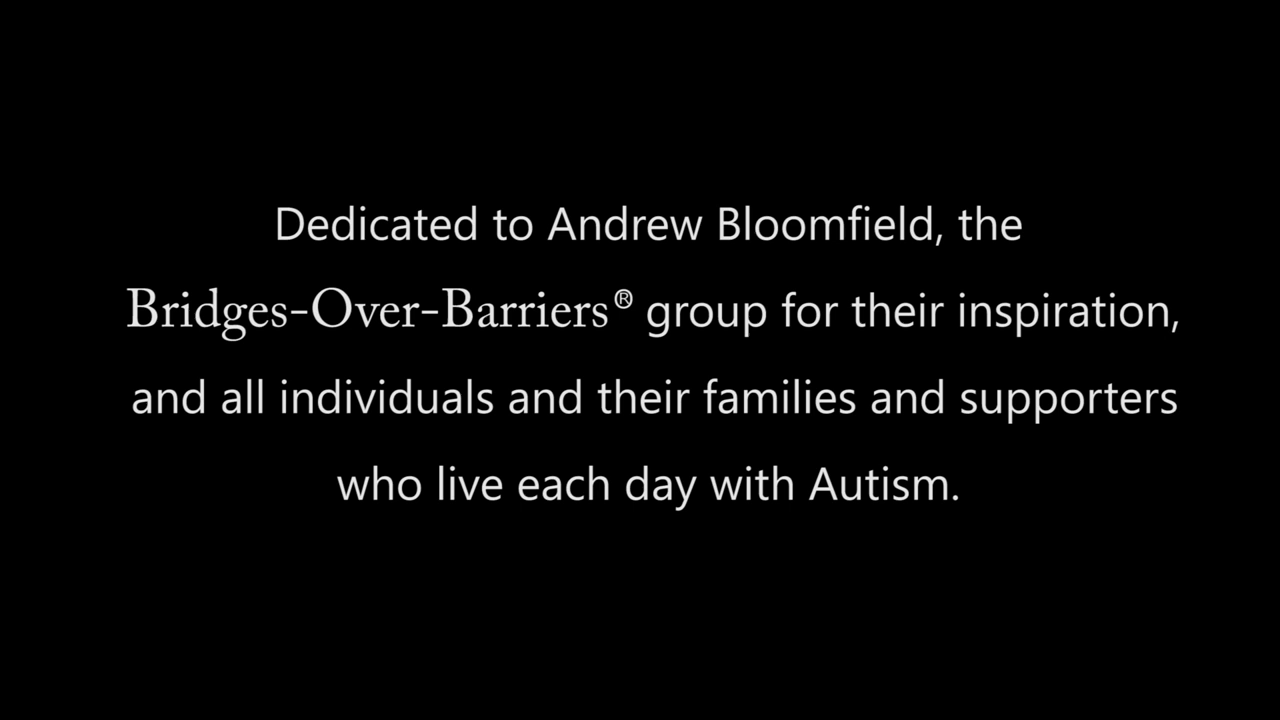 Dedicated to Andrew Bloomfield, the
Bridges-Over-Barriers® group for their inspiration,
and all individuals and their families and supporters
who live each day with Autism.